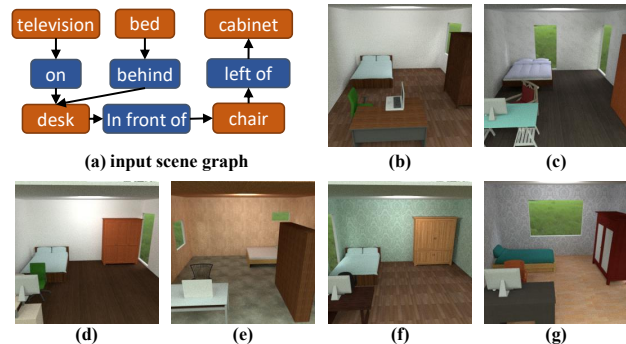 television bed cabinet
on behind left of
desk In front of chair
(a) input scene graph
(b) (c)
(d) (e) (f) (g)